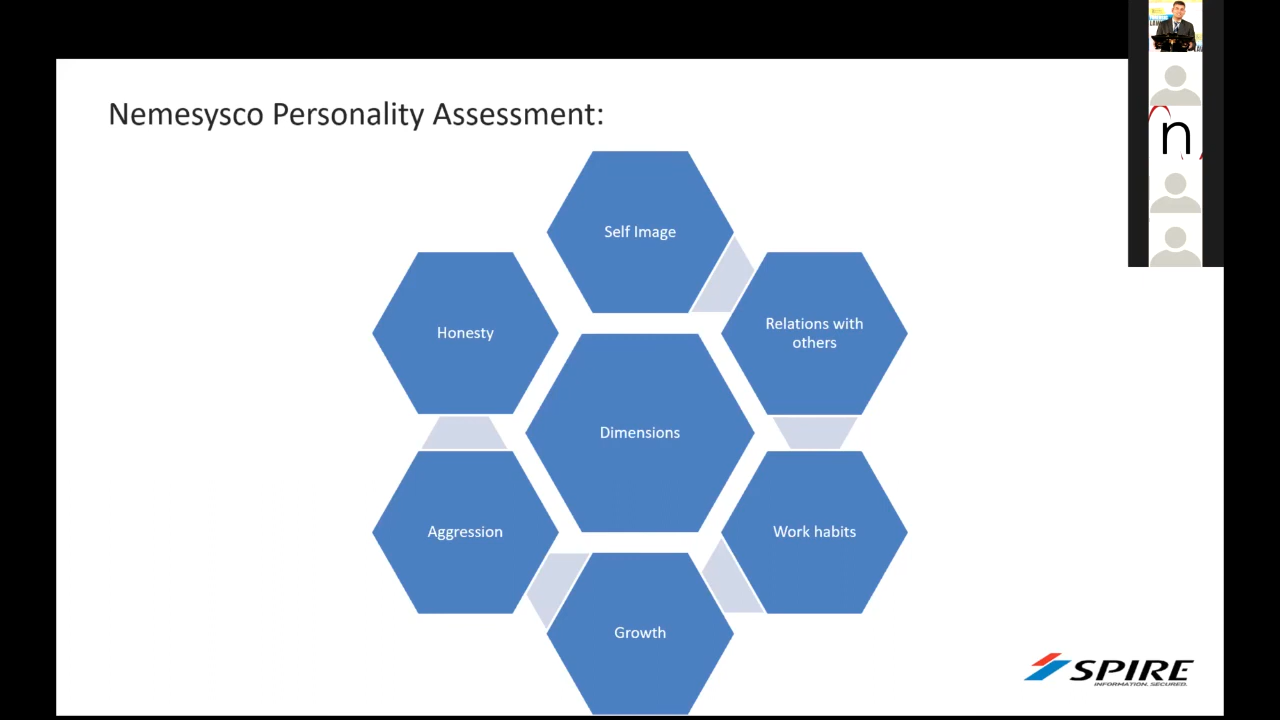 Nemesysco Personality Assessment:
Self Image
Honesty
Relations with
others
Dimensions
Aggression
Work habits
Growth
SPIRE
INFORMATION. SECURED.
n